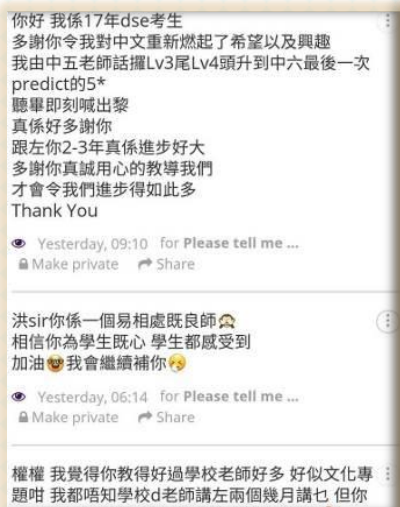 你好 我係17年dse考生
多謝你令我對中文重新燃起了希望以及興趣
我由中五老師話攞Lv3尾Lv4頭升到中六最後一次
predict的5*
聽畢即刻喊出黎
真係好多謝你
跟左你2-3年真係進步好大
多謝你真誠用心的教導我們
才會令我們進步得如此多
Thank You
Yesterday, 09:10 for Please tell me ...
Make private Share
洪sir你係一個易相處既良師
相信你為學生既心 學生都感受到
加油 我會繼續補你
Yesterday, 06:14 for Please tell me ...
Make private Share
權權 我覺得你教得好過學校老師好多 好似文化專
題咁 我都唔知學校d老師講左兩個幾月講乜 但你